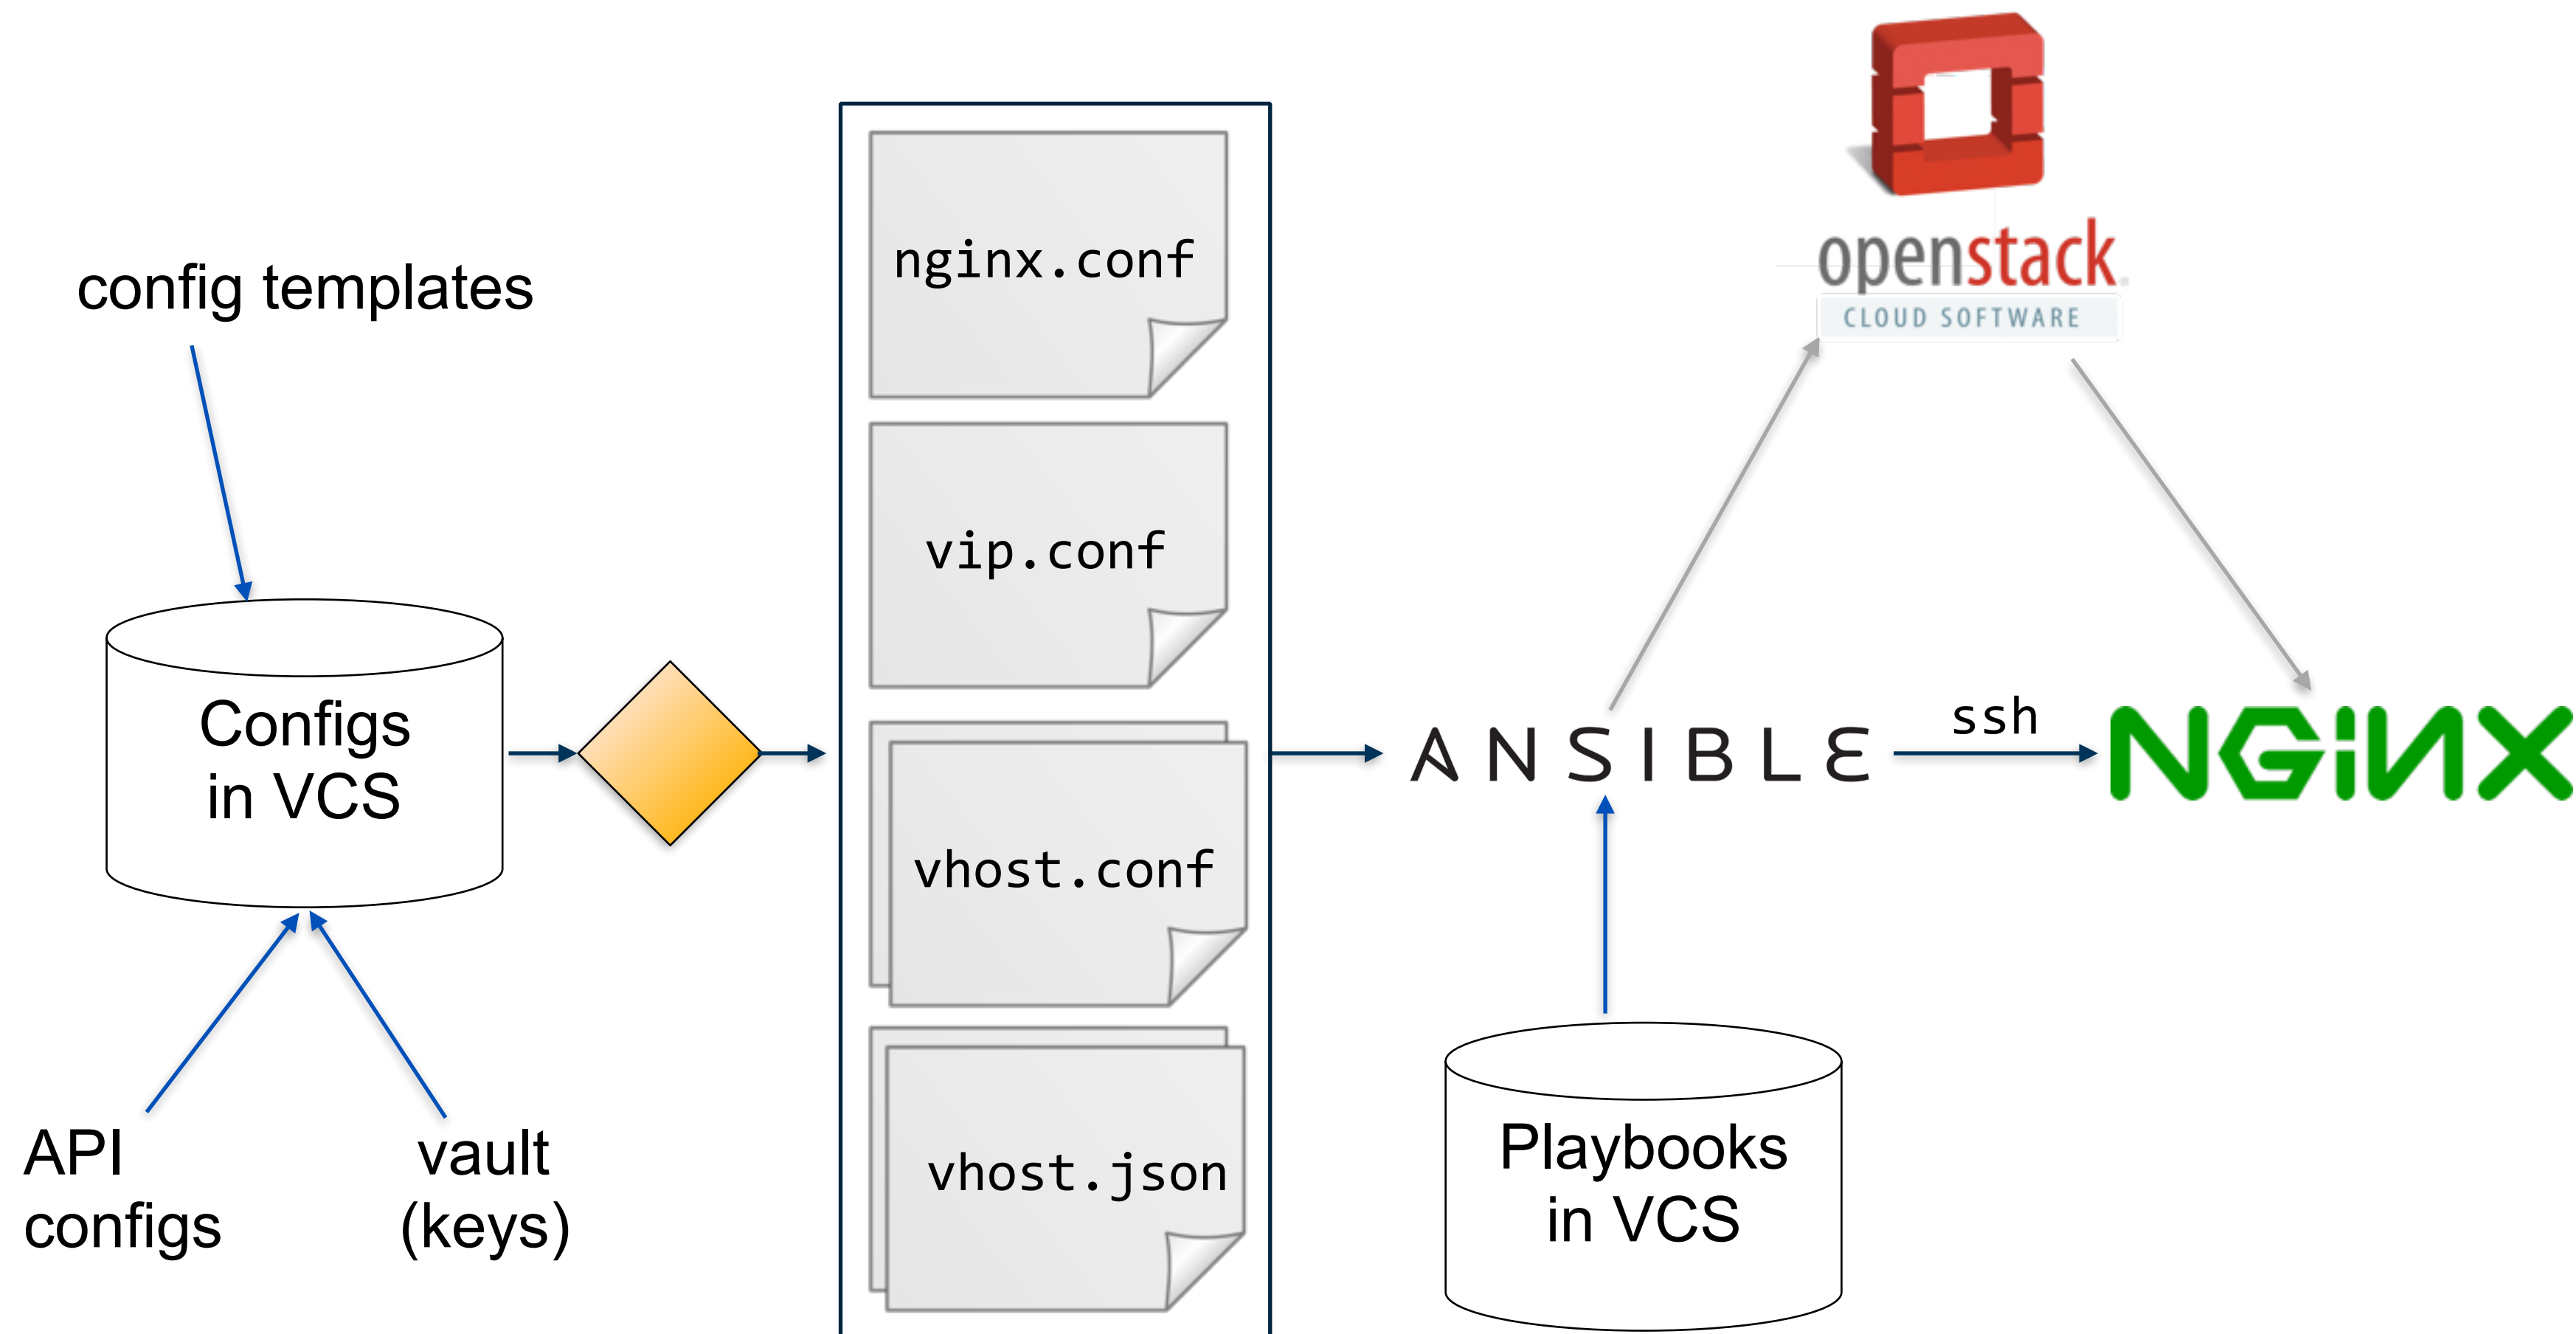 config templates
Configs
in VCS
API
configs
vault
(keys)
nginx.conf
vip.conf
vhost.conf
vhost.json
openstack
CLOUD SOFTWARE
ANSIBLE
ssh
NGINX
Playbooks
in VCS